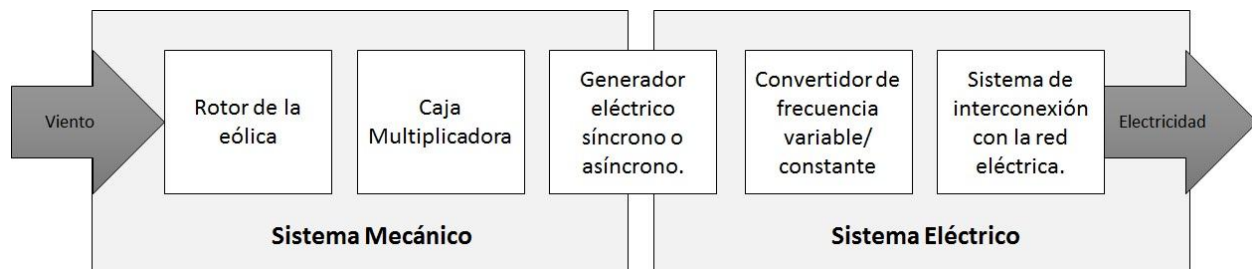 Viento
Rotor de la
eólica
Caja
Multiplicadora
Generador
eléctrico
síncrono o
asíncrono.
Convertidor de
frecuencia
variable/
constante
Sistema de
interconexión
con la red
eléctrica.
Electricidad
Sistema Mecánico
Sistema Eléctrico